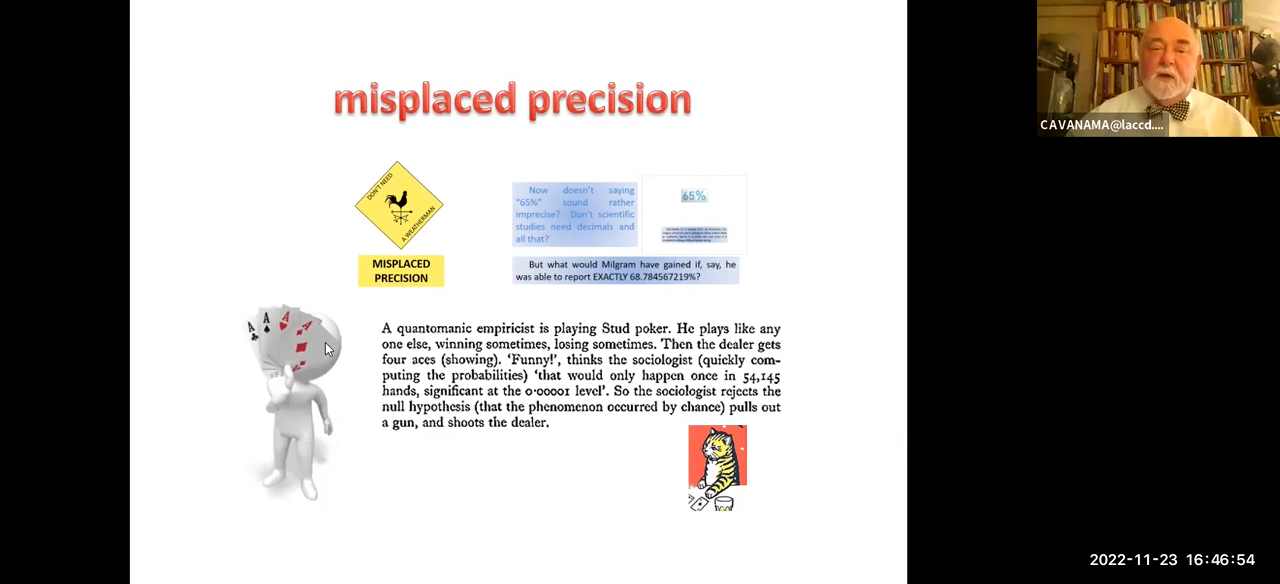 misplaced precision
CAVANAMA@laccd....
DON'T NEED
A WEATHERMAN
MISPLACED
PRECISION
Now doesn't saying
"65%" sound rather
imprecise? Don't scientific
studies need decimals and
all that?
65%
But what would Milgram have gained if, say, he
was able to report EXACTLY 68.784567219%?
A quantomanic empiricist is playing Stud poker. He plays like any
one else, winning sometimes, losing sometimes. Then the dealer gets
four aces (showing). 'Funny!', thinks the sociologist (quickly com-
puting the probabilities) 'that would only happen once in 54,145
hands, significant at the 0·00001 level'. So the sociologist rejects the
null hypothesis (that the phenomenon occurred by chance) pulls out
a gun, and shoots the dealer.
A
A
A
A
2022-11-23 16:46:54